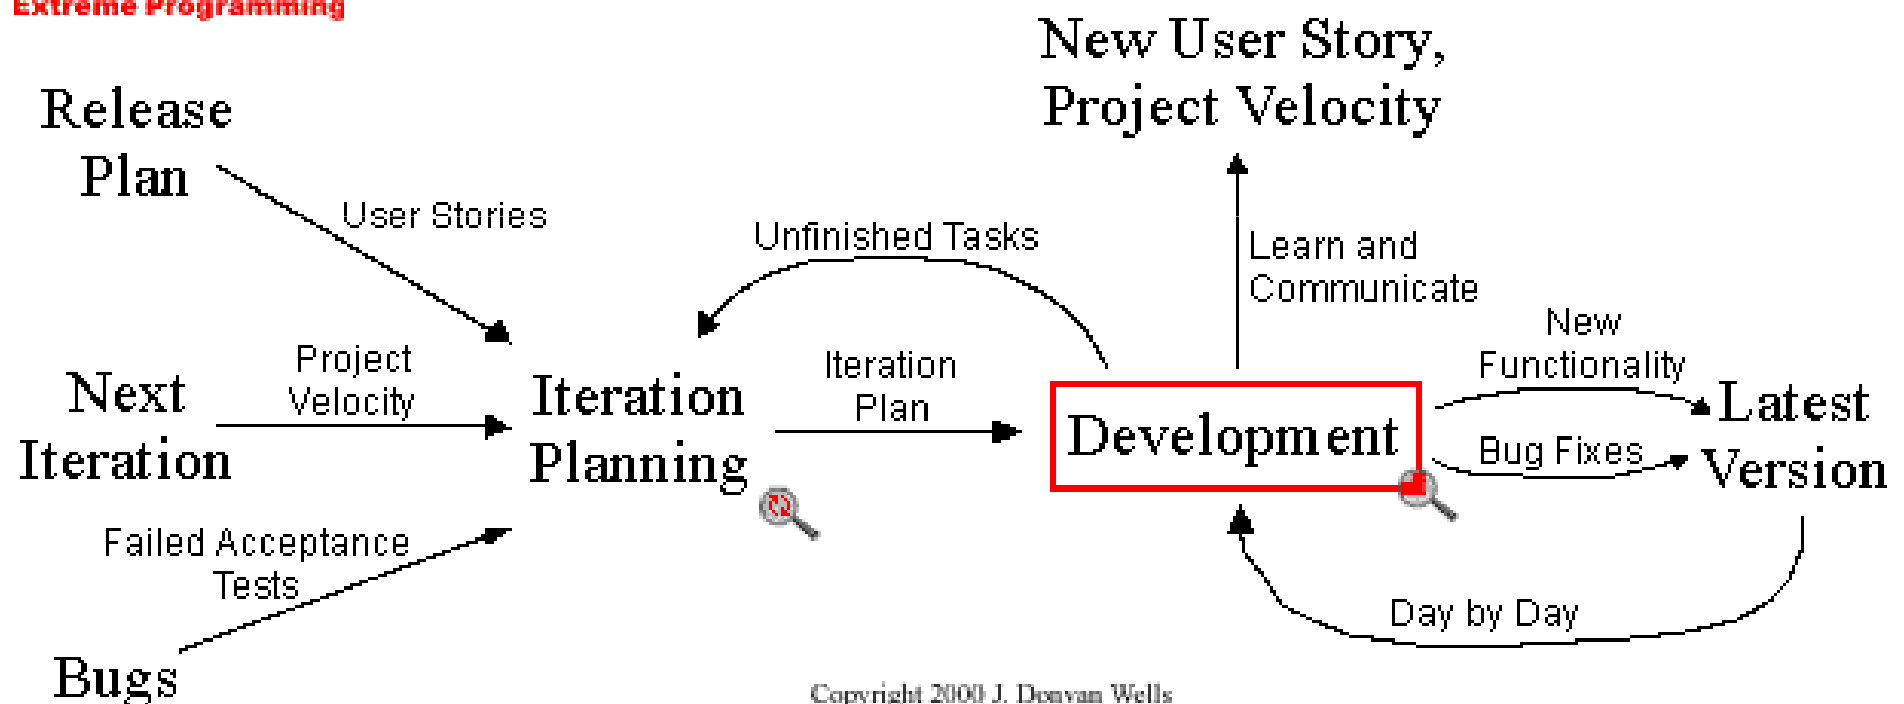 Extreme Programming
New User Story,
Project Velocity
Release
Plan
User Stories
Unfinished Tasks
Learn and
Communicate
New
Functionality
Project
Velocity
Iteration
Plan
Next
Iteration
Iteration
Planning
Development
Latest
Version
Bug Fixes
Failed Acceptance
Tests
Day by Day
Bugs
Copyright 2000 J. Donvan Wells